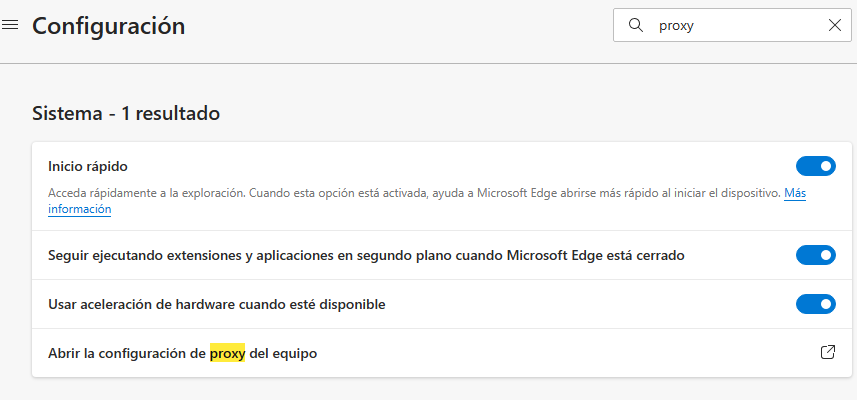 Configuración
proxy
Sistema - 1 resultado
Inicio rápido
Acceda rápidamente a la exploración. Cuando esta opción está activada, ayuda a Microsoft Edge abrirse más rápido al iniciar el dispositivo. Más
información
Seguir ejecutando extensiones y aplicaciones en segundo plano cuando Microsoft Edge está cerrado
Usar aceleración de hardware cuando esté disponible
Abrir la configuración de proxy del equipo